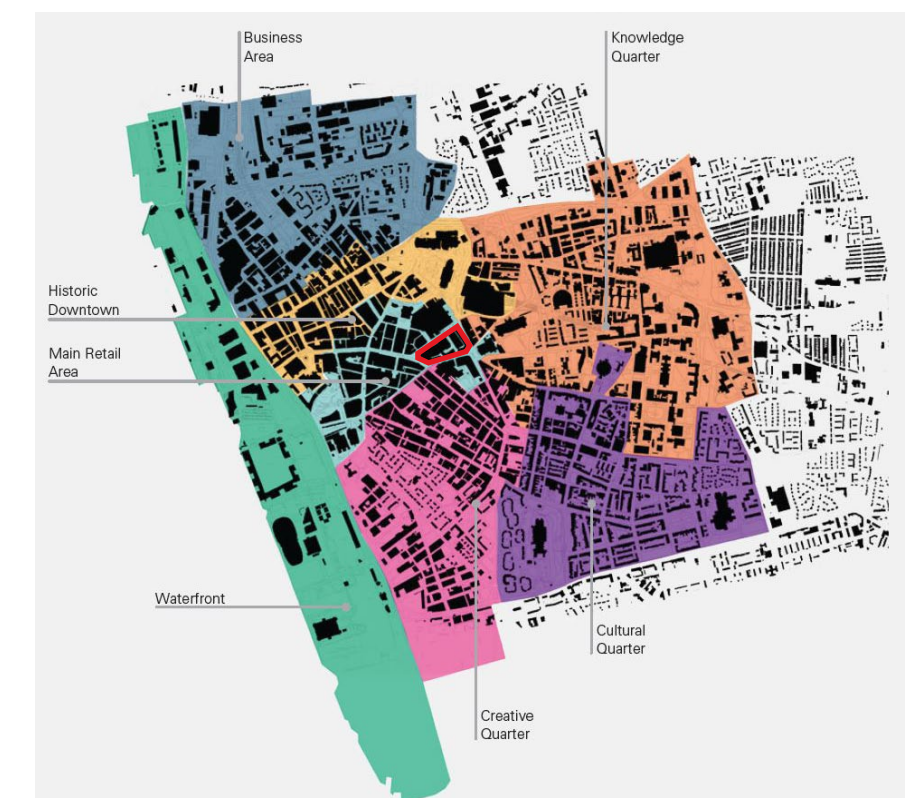 Business
Area
Knowledge
Quarter
Historic
Downtown
Main Retail
Area
Waterfront
Cultural
Quarter
Creative
Quarter